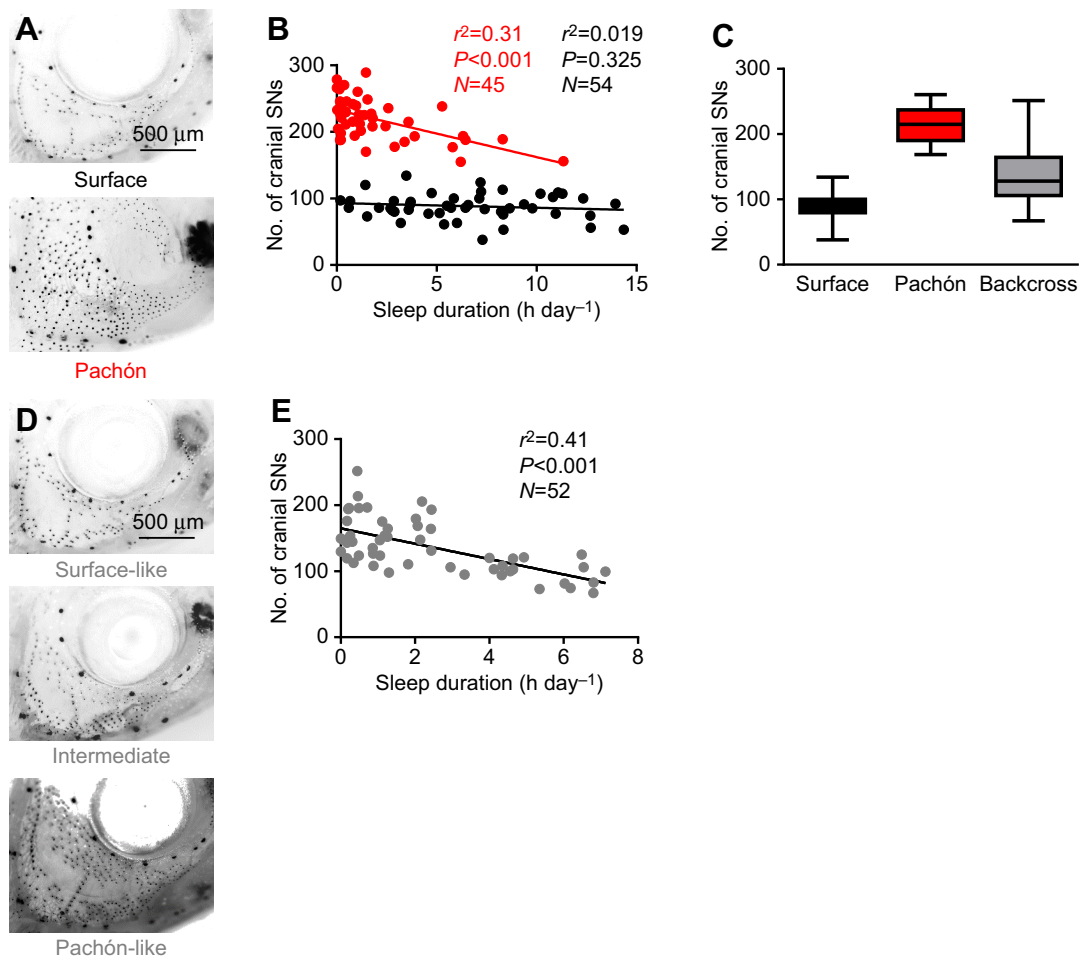 A
500 µm
Surface
Pachón
B
r²=0.31
P<0.001
N=45
r²=0.019
P=0.325
N=54
No. of cranial SNs
300
200
100
0
0 5 10 15
Sleep duration (h day⁻¹)
C
No. of cranial SNs
300
200
100
0
Surface Pachón Backcross
D
500 µm
Surface-like
Intermediate
Pachón-like
E
r²=0.41
P<0.001
N=52
No. of cranial SNs
300
200
100
0
0 2 4 6 8
Sleep duration (h day⁻¹)